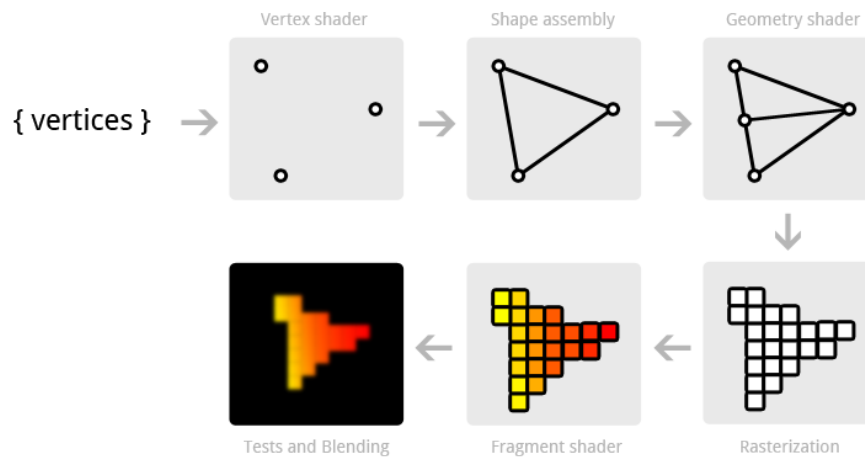 Vertex shader
Shape assembly
Geometry shader
{ vertices }
Tests and Blending
Fragment shader
Rasterization